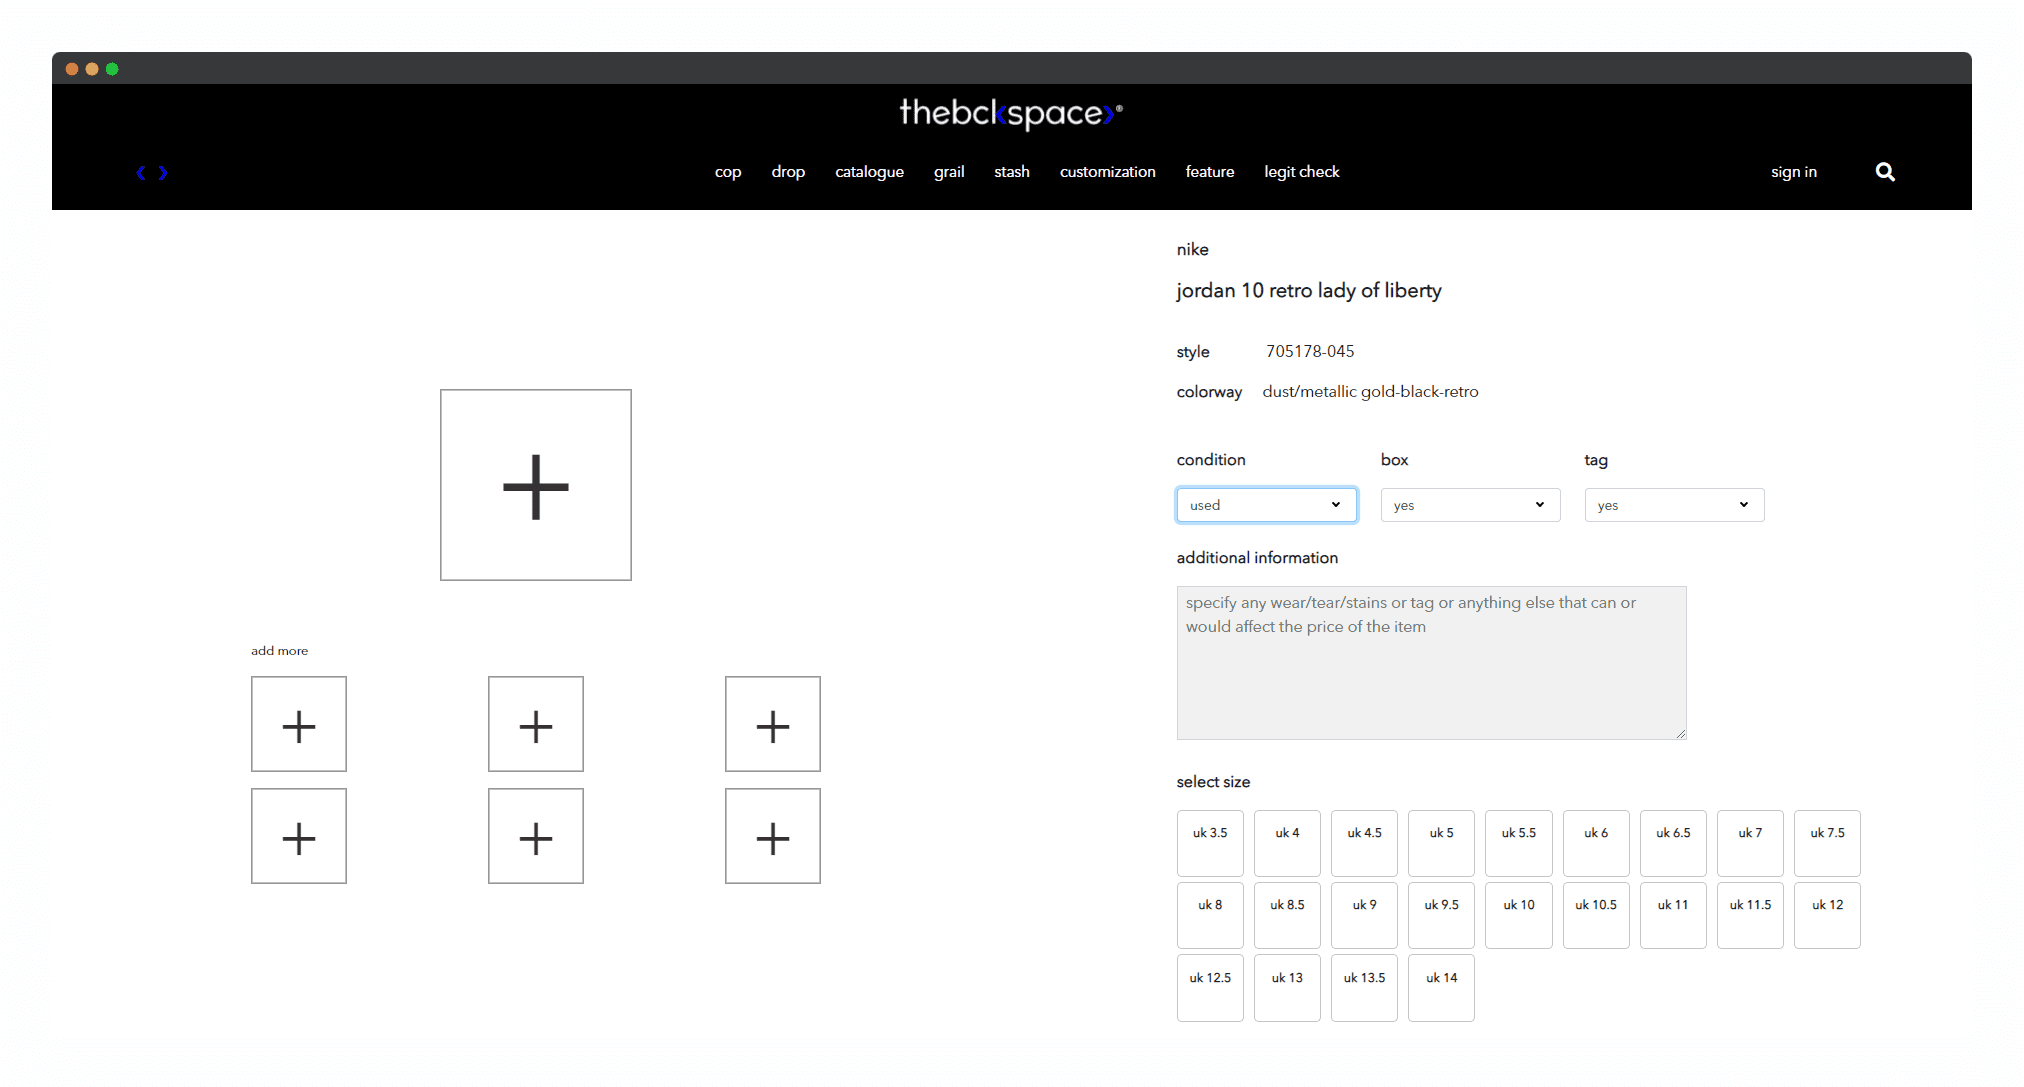 thebckspace®
cop drop catalogue grail stash customization feature legit check sign in
nike
jordan 10 retro lady of liberty
style 705178-045
colorway dust/metallic gold-black-retro
condition box tag
used yes yes
additional information
specify any wear/tear/stains or tag or anything else that can or
would affect the price of the item
add more
select size
uk 3.5 uk 4 uk 4.5 uk 5 uk 5.5 uk 6 uk 6.5 uk 7 uk 7.5
uk 8 uk 8.5 uk 9 uk 9.5 uk 10 uk 10.5 uk 11 uk 11.5 uk 12
uk 12.5 uk 13 uk 13.5 uk 14